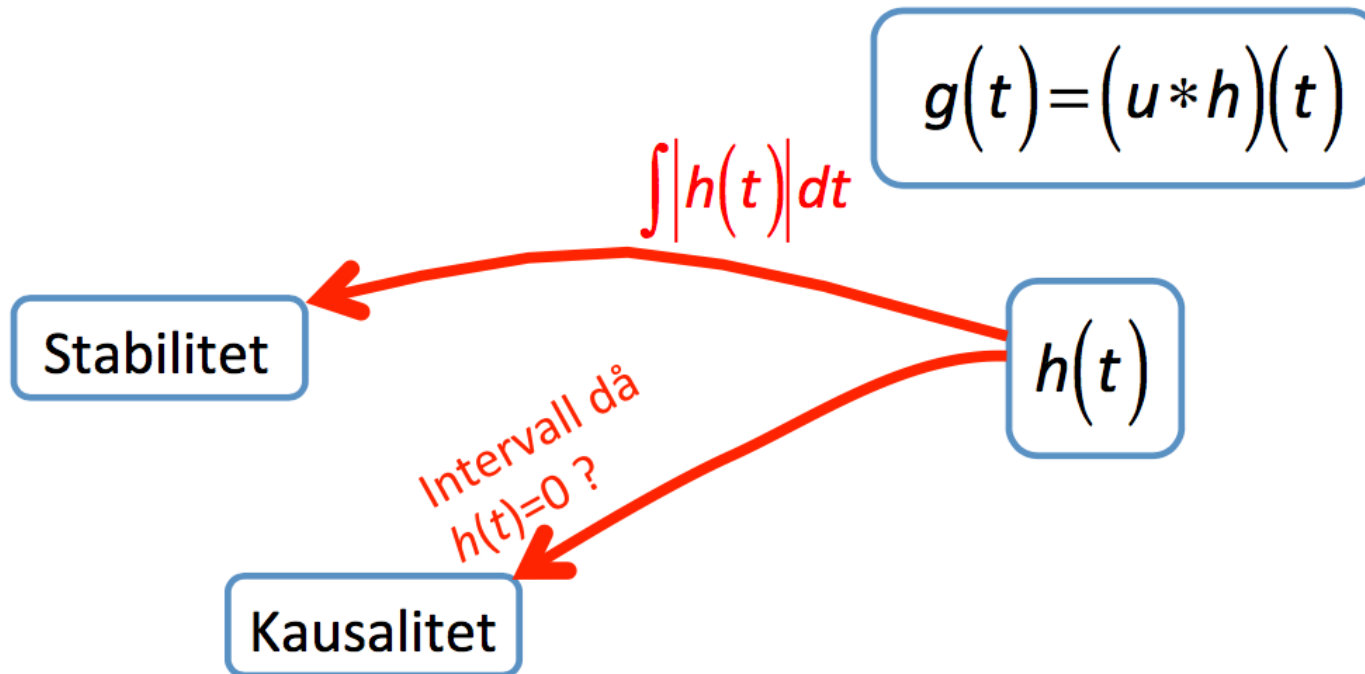 g(t)=(u*h)(t)
∫|h(t)|dt
Stabilitet
h(t)
Intervall då
h(t)=0 ?
Kausalitet